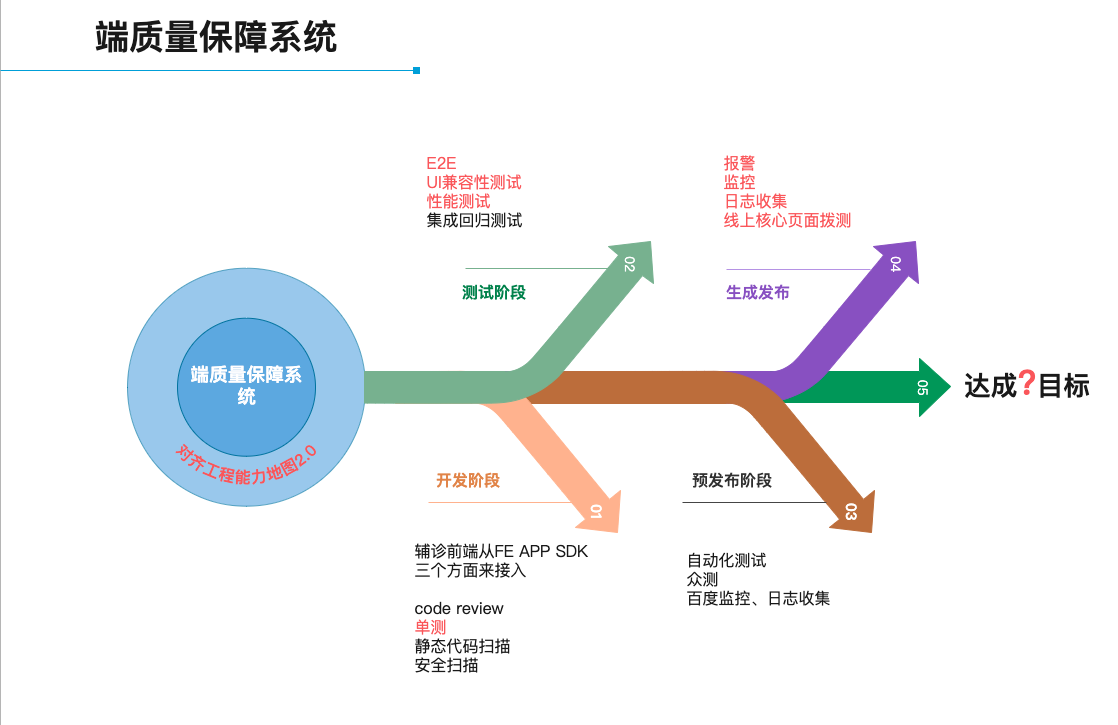 端质量保障系统
E2E
UI兼容性测试
性能测试
集成回归测试
02
测试阶段
报警
监控
日志收集
线上核心页面拨测
04
生成发布
端质量保障系
统
对齐工程能力地图2.0
05
达成?目标
开发阶段
01
辅诊前端从FE APP SDK
三个方面来接入
code review
单测
静态代码扫描
安全扫描
预发布阶段
03
自动化测试
众测
百度监控、日志收集